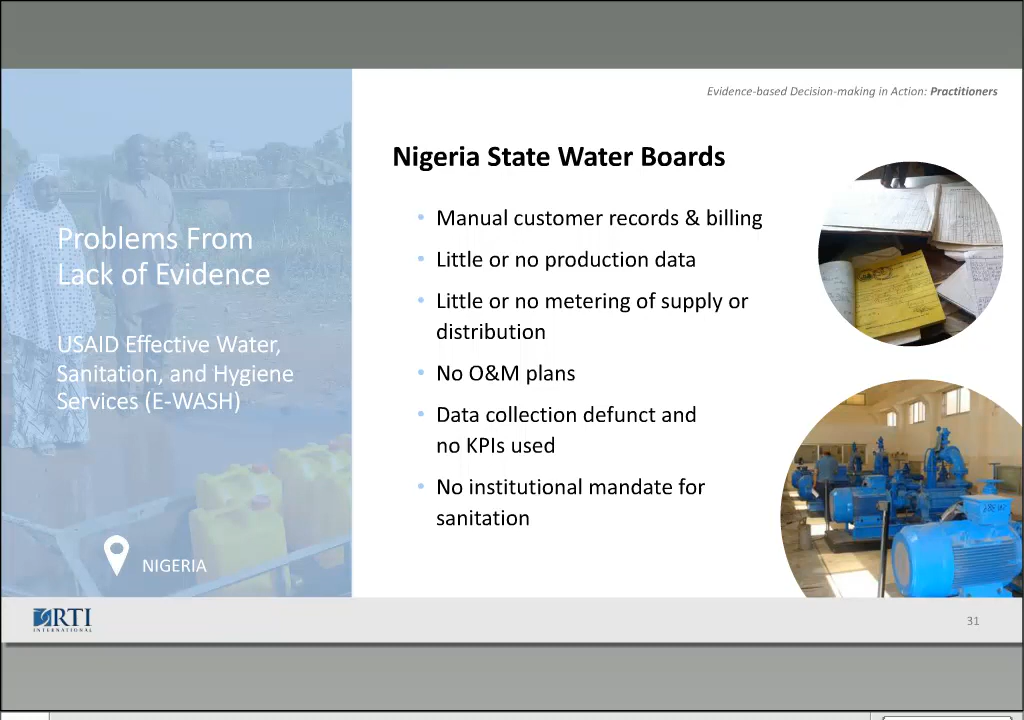 Evidence-based Decision-making in Action: Practitioners
Problems From
Lack of Evidence
USAID Effective Water,
Sanitation, and Hygiene
Services (E-WASH)
NIGERIA
Nigeria State Water Boards
• Manual customer records & billing
• Little or no production data
• Little or no metering of supply or
distribution
• No O&M plans
• Data collection defunct and
no KPIs used
• No institutional mandate for
sanitation
RTI
INTERNATIONAL
31